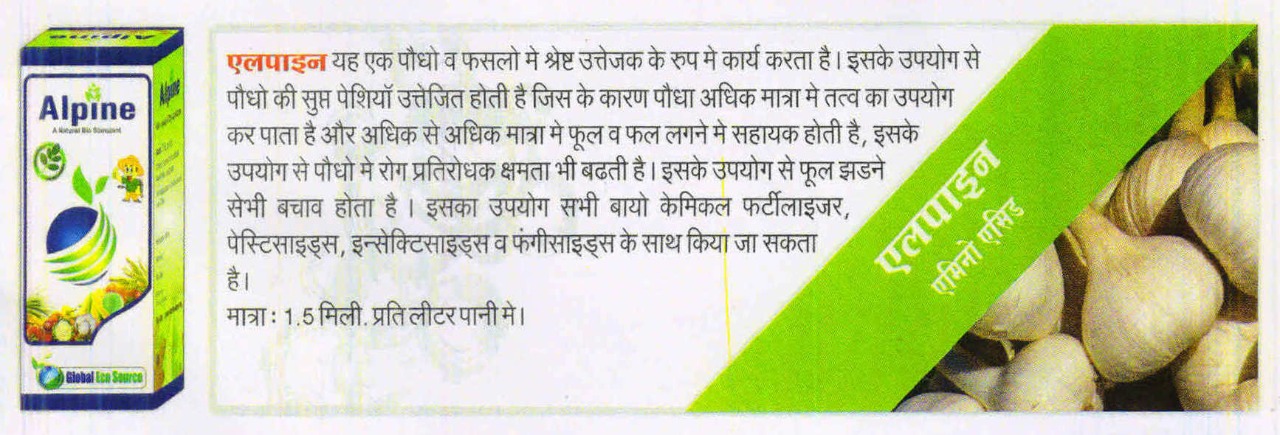 Alpine
A Natural Bio Stimulant
Alpine
Global Eco Source
एलपाइन यह एक पौधो व फसलो मे श्रेष्ट उत्तेजक के रुप मे कार्य करता है। इसके उपयोग से
पौधो की सुप्त पेशियाँ उत्तेजित होती है जिस के कारण पौधा अधिक मात्रा मे तत्व का उपयोग
कर पाता है और अधिक से अधिक मात्रा मे फूल व फल लगने मे सहायक होती है, इसके
उपयोग से पौधो मे रोग प्रतिरोधक क्षमता भी बढती है। इसके उपयोग से फूल झडने
सेभी बचाव होता है । इसका उपयोग सभी बायो केमिकल फर्टीलाइजर,
पेस्टिसाइड्स, इन्सेक्टिसाइड्स व फंगीसाइड्स के साथ किया जा सकता
है।
मात्रा : 1.5 मिली. प्रति लीटर पानी मे।
एलपाइन
एमिनो एसिड